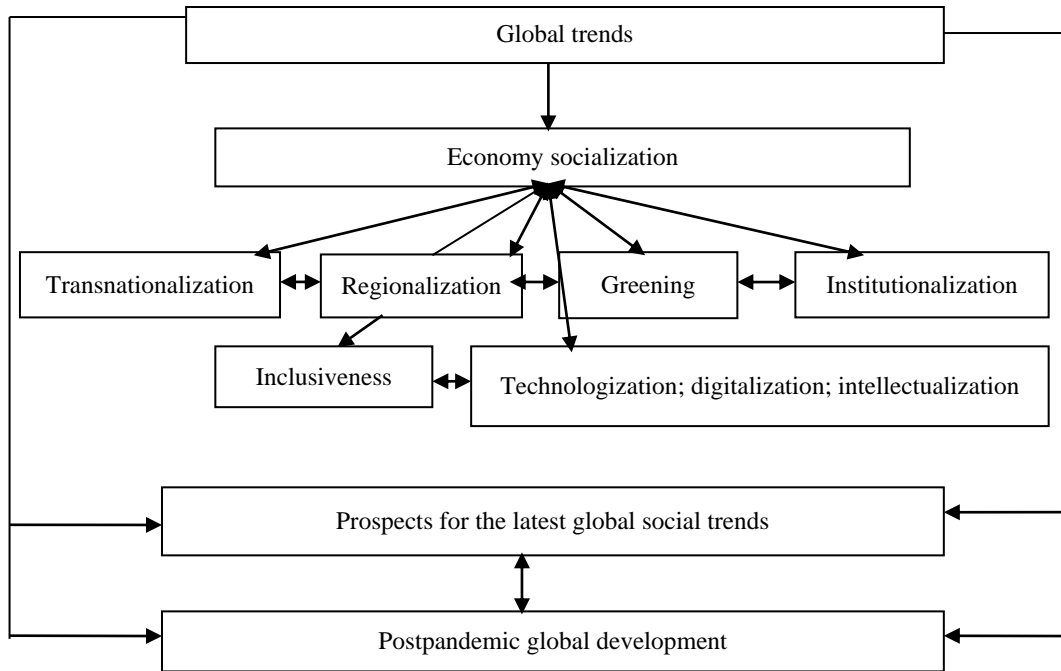 Global trends
Economy socialization
Transnationalization
Regionalization
Greening
Institutionalization
Inclusiveness
Technologization; digitalization; intellectualization
Prospects for the latest global social trends
Postpandemic global development